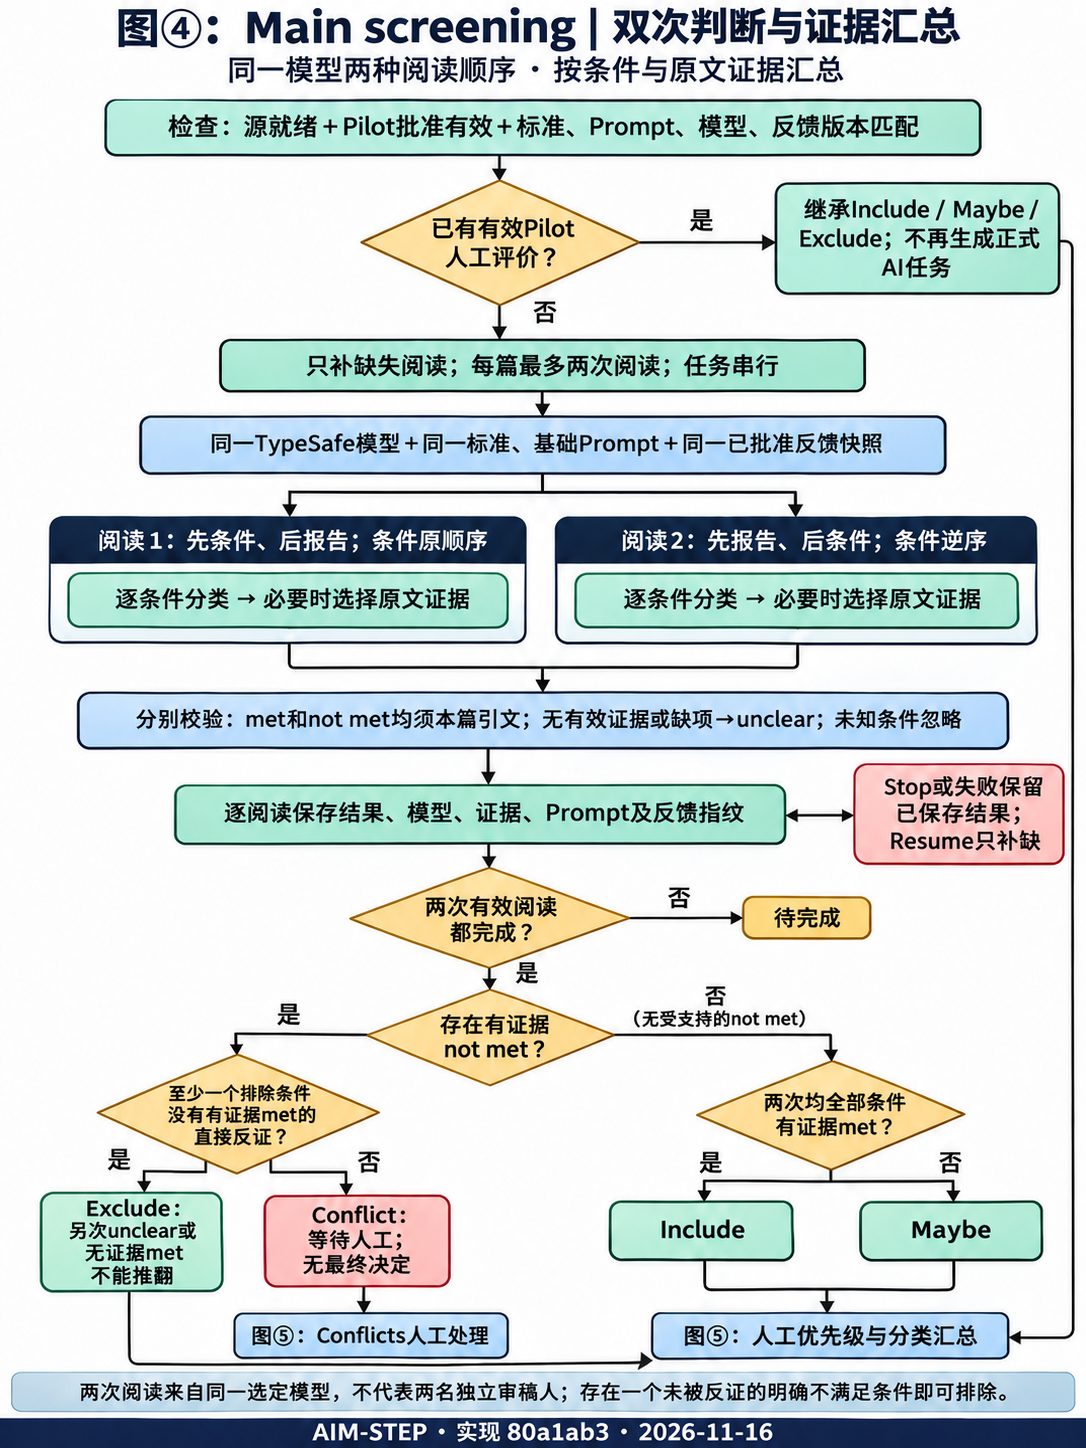 图④：Main screening | 双次判断与证据汇总
同一模型两种阅读顺序 · 按条件与原文证据汇总
检查：源就绪＋Pilot批准有效＋标准、Prompt、模型、反馈版本匹配
已有有效Pilot
人工评价？
是
继承Include / Maybe /
Exclude；不再生成正式
AI任务
否
只补缺失阅读；每篇最多两次阅读；任务串行
同一TypeSafe模型＋同一标准、基础Prompt＋同一已批准反馈快照
阅读1：先条件、后报告；条件原顺序
逐条件分类 → 必要时选择原文证据
阅读2：先报告、后条件；条件逆序
逐条件分类 → 必要时选择原文证据
分别校验：met和not met均须本篇引文；无有效证据或缺项→unclear；未知条件忽略
逐阅读保存结果、模型、证据、Prompt及反馈指纹
Stop或失败保留
已保存结果；
Resume只补缺
两次有效阅读
都完成？
否
待完成
是
存在有证据
not met？
是
否
（无受支持的not met）
至少一个排除条件
没有有证据met的
直接反证？
两次均全部条件
有证据met？
是
否
是
否
Exclude：
另次unclear或
无证据met
不能推翻
Conflict：
等待人工；
无最终决定
Include
Maybe
图⑤：Conflicts人工处理
图⑤：人工优先级与分类汇总
两次阅读来自同一选定模型，不代表两名独立审稿人；存在一个未被反证的明确不满足条件即可排除。
AIM-STEP · 实现 80a1ab3 · 2026-11-16